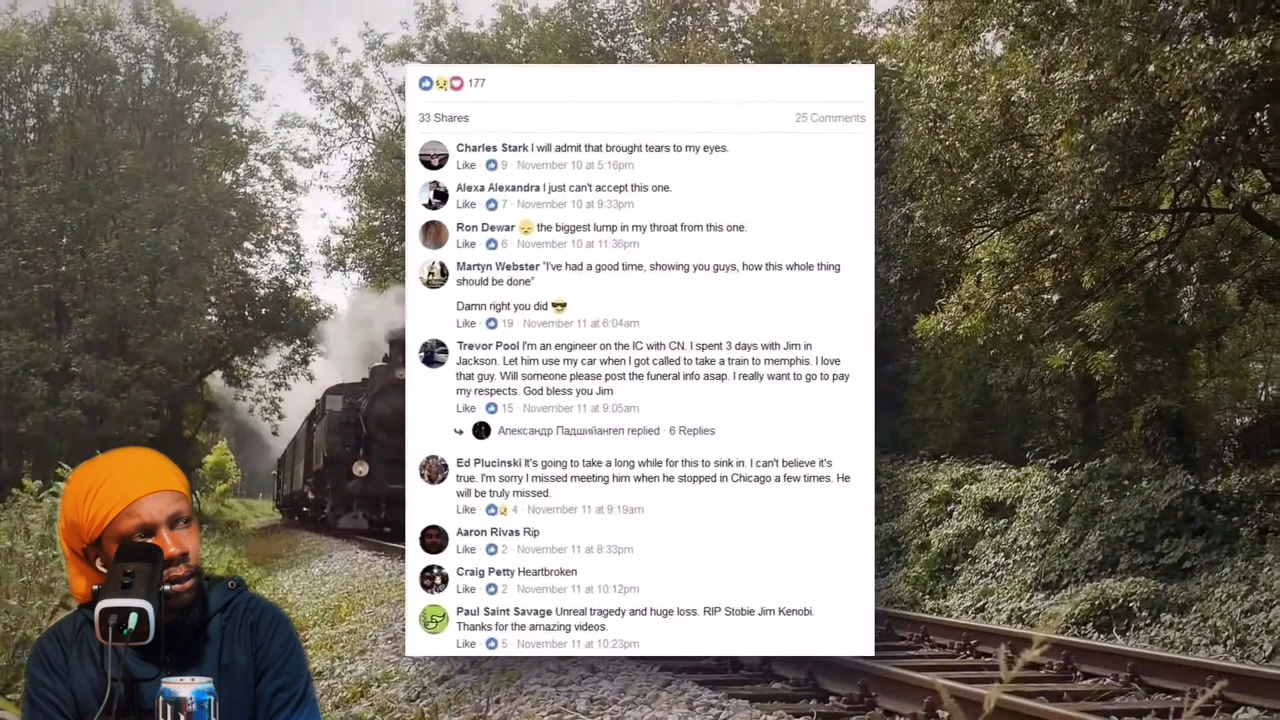 177
33 Shares 25 Comments
Charles Stark I will admit that brought tears to my eyes.
Like · 9 · November 10 at 5:16pm
Alexa Alexandra I just can't accept this one.
Like · 7 · November 10 at 9:33pm
Ron Dewar 😞 the biggest lump in my throat from this one.
Like · 6 · November 10 at 11:36pm
Martyn Webster “I've had a good time, showing you guys, how this whole thing
should be done”
Damn right you did 😎
Like · 19 · November 11 at 6:04am
Trevor Pool I'm an engineer on the IC with CN. I spent 3 days with Jim in
Jackson. Let him use my car when I got called to take a train to memphis. I love
that guy. Will someone please post the funeral info asap. I really want to go to pay
my respects. God bless you Jim
Like · 15 · November 11 at 9:05am
Александр Падшийангел replied · 6 Replies
Ed Plucinski It's going to take a long while for this to sink in. I can't believe it's
true. I'm sorry I missed meeting him when he stopped in Chicago a few times. He
will be truly missed.
Like · 4 · November 11 at 9:19am
Aaron Rivas Rip
Like · 2 · November 11 at 8:33pm
Craig Petty Heartbroken
Like · 2 · November 11 at 10:12pm
Paul Saint Savage Unreal tragedy and huge loss. RIP Stobie Jim Kenobi.
Thanks for the amazing videos.
Like · 5 · November 11 at 10:23pm